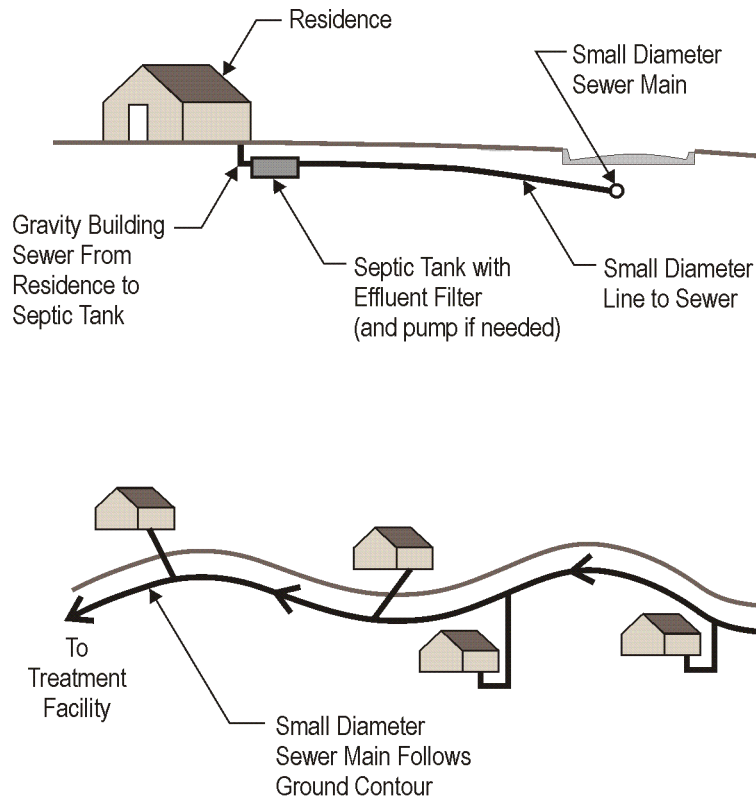 Residence
Small Diameter
Sewer Main
Gravity Building
Sewer From
Residence to
Septic Tank
Septic Tank with
Effluent Filter
(and pump if needed)
Small Diameter
Line to Sewer
To
Treatment
Facility
Small Diameter
Sewer Main Follows
Ground Contour